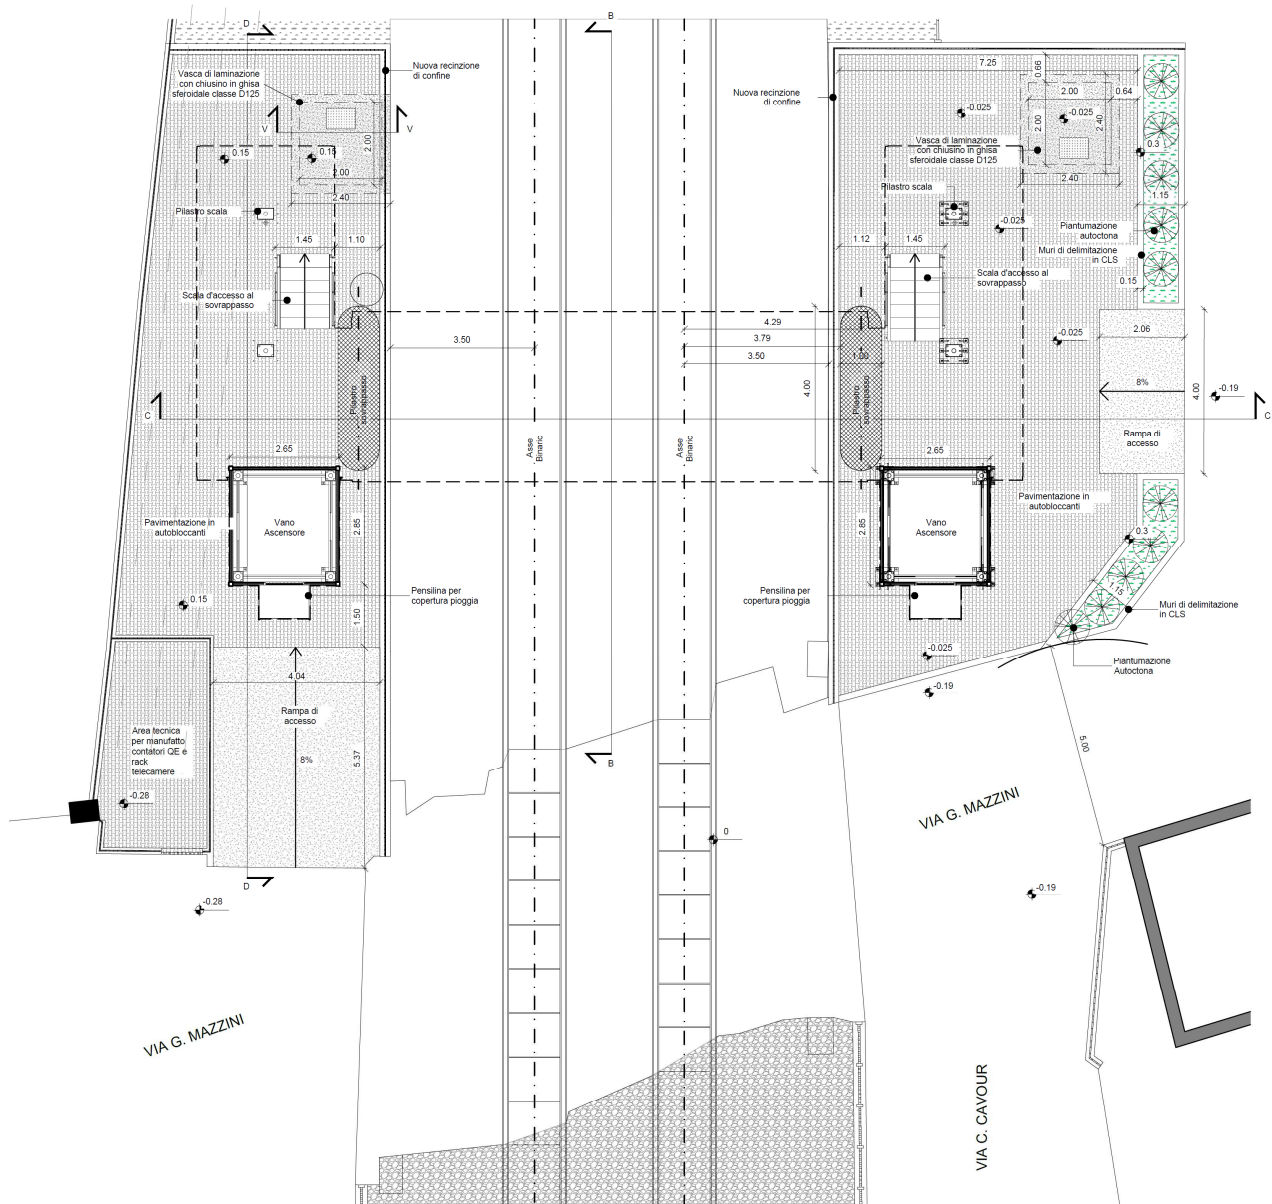 D
B
Nuova recinzione
di confine
Vasca di laminazione
con chiusino in ghisa
sferoidale classe D125
V
V
2.00
0.15
0.15
2.00
2.40
Pilastro scala
1.45
1.10
Scala d'accesso al
sovrappasso
3.50
Pilastro
sovrappasso
C
2.65
Vano
Ascensore
2.85
Pavimentazione in
autobloccanti
Pensilina per
copertura pioggia
0.15
1.50
4.04
Rampa di
accesso
8%
5.37
Area tecnica
per manufatto
contatori QE e
rack
telecamere
-0.28
D
-0.28
VIA G. MAZZINI
Asse
Binaric
Asse
Binaric
B
0
7.25
0.66
Nuova recinzione
di confine
-0.025
2.00
0.64
-0.025
2.00
2.40
Vasca di laminazione
con chiusino in ghisa
sferoidale classe D125
0.3
2.40
Pilastro scala
1.15
-0.025
Piantumazione
autoctona
Muri di delimitazione
in CLS
1.12
1.45
Scala d'accesso al
sovrappasso
0.15
4.29
3.79
3.50
1.00
4.00
Pilastro
sovrappasso
-0.025
2.06
8%
-0.19
4.00
C
Rampa di
accesso
2.65
2.85
Vano
Ascensore
Pavimentazione in
autobloccanti
0.3
1.15
Pensilina per
copertura pioggia
Muri di delimitazione
in CLS
-0.025
Piantumazione
Autoctona
-0.19
5.00
VIA G. MAZZINI
-0.19
VIA C. CAVOUR